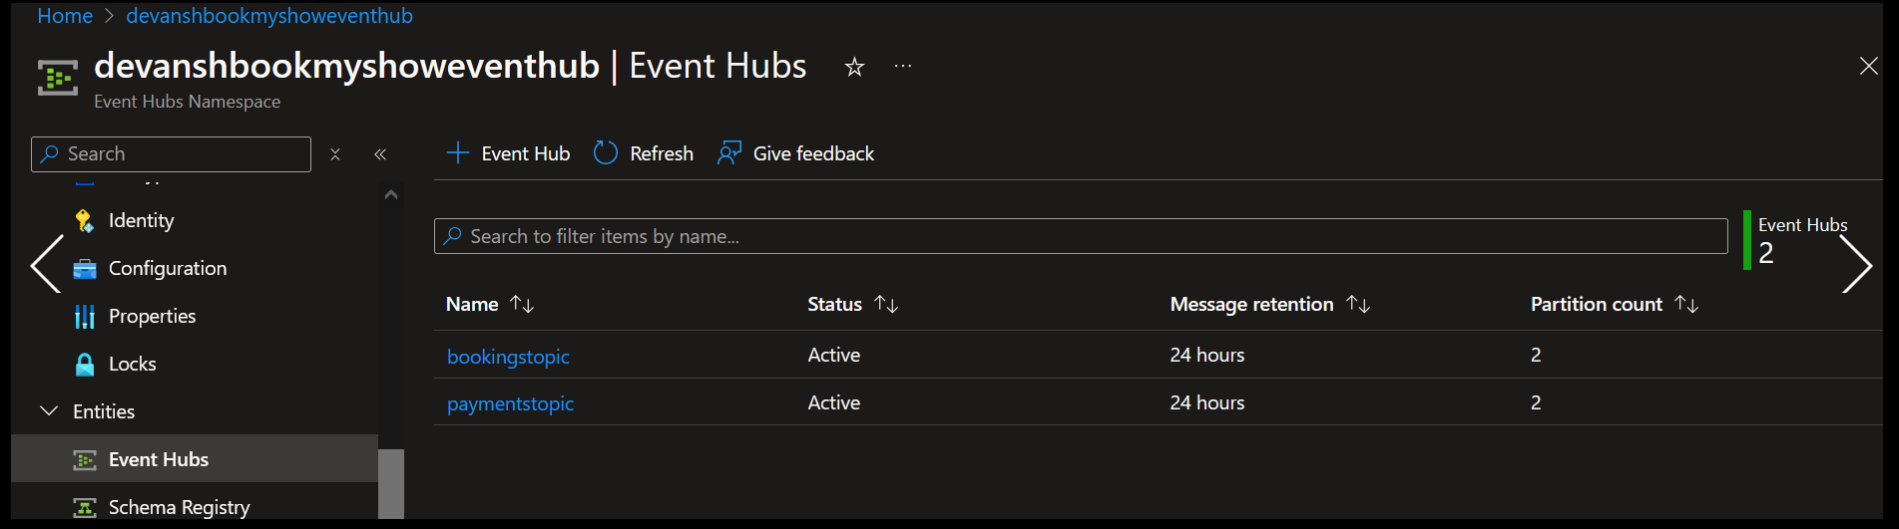 Home > devanshbookmyshoweventhub
devanshbookmyshoweventhub | Event Hubs
Event Hubs Namespace
Search
Event Hub Refresh Give feedback
Identity
Configuration
Properties
Locks
Entities
Event Hubs
Schema Registry
Search to filter items by name...
Event Hubs
2
Name Status Message retention Partition count
bookingstopic Active 24 hours 2
paymentstopic Active 24 hours 2